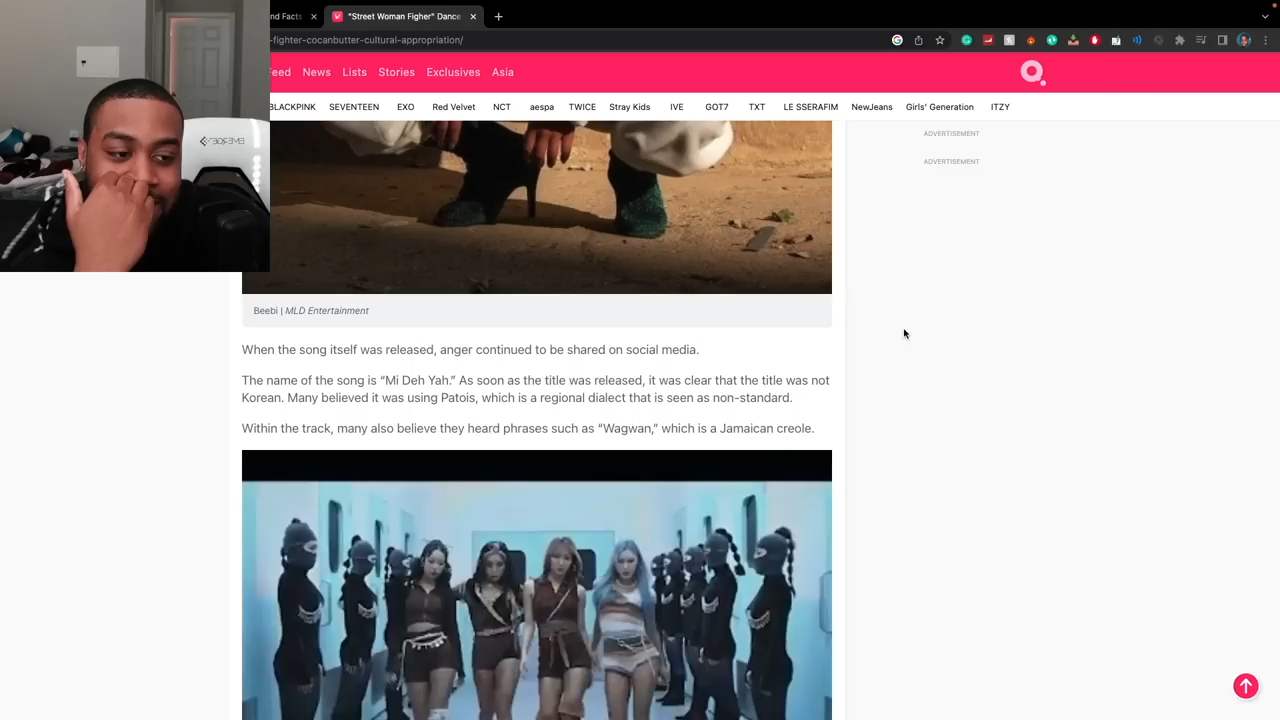 nd Facts
"Street Woman Figher" Dance
-fighter-cocanbutter-cultural-appropriation/
Feed News Lists Stories Exclusives Asia
BLACKPINK SEVENTEEN EXO Red Velvet NCT aespa TWICE Stray Kids IVE GOT7 TXT LE SSERAFIM NewJeans Girls' Generation ITZY
ADVERTISEMENT
ADVERTISEMENT
Beebi | MLD Entertainment
When the song itself was released, anger continued to be shared on social media.
The name of the song is “Mi Deh Yah.” As soon as the title was released, it was clear that the title was not
Korean. Many believed it was using Patois, which is a regional dialect that is seen as non-standard.
Within the track, many also believe they heard phrases such as “Wagwan,” which is a Jamaican creole.